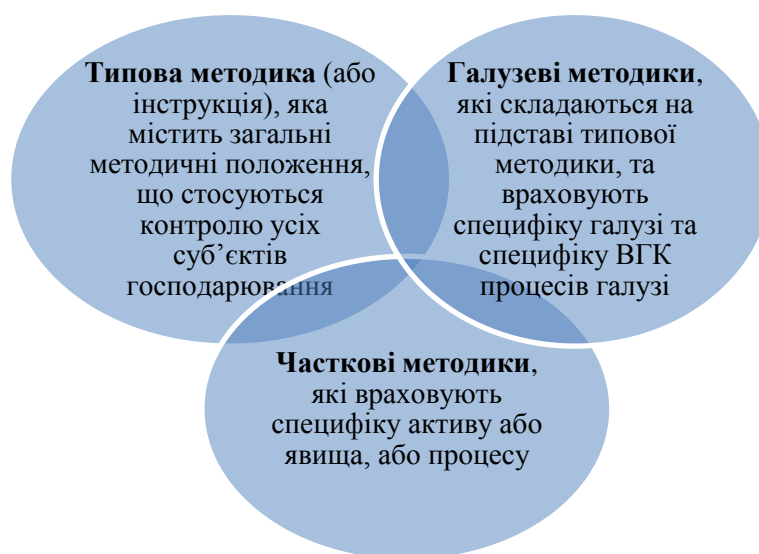 Типова методика (або
інструкція), яка
містить загальні
методичні положення,
що стосуються
контролю усіх
суб’єктів
господарювання
Галузеві методики,
які складаються на
підставі типової
методики, та
враховують
специфіку галузі та
специфіку ВГК
процесів галузі
Часткові методики,
які враховують
специфіку активу або
явища, або процесу